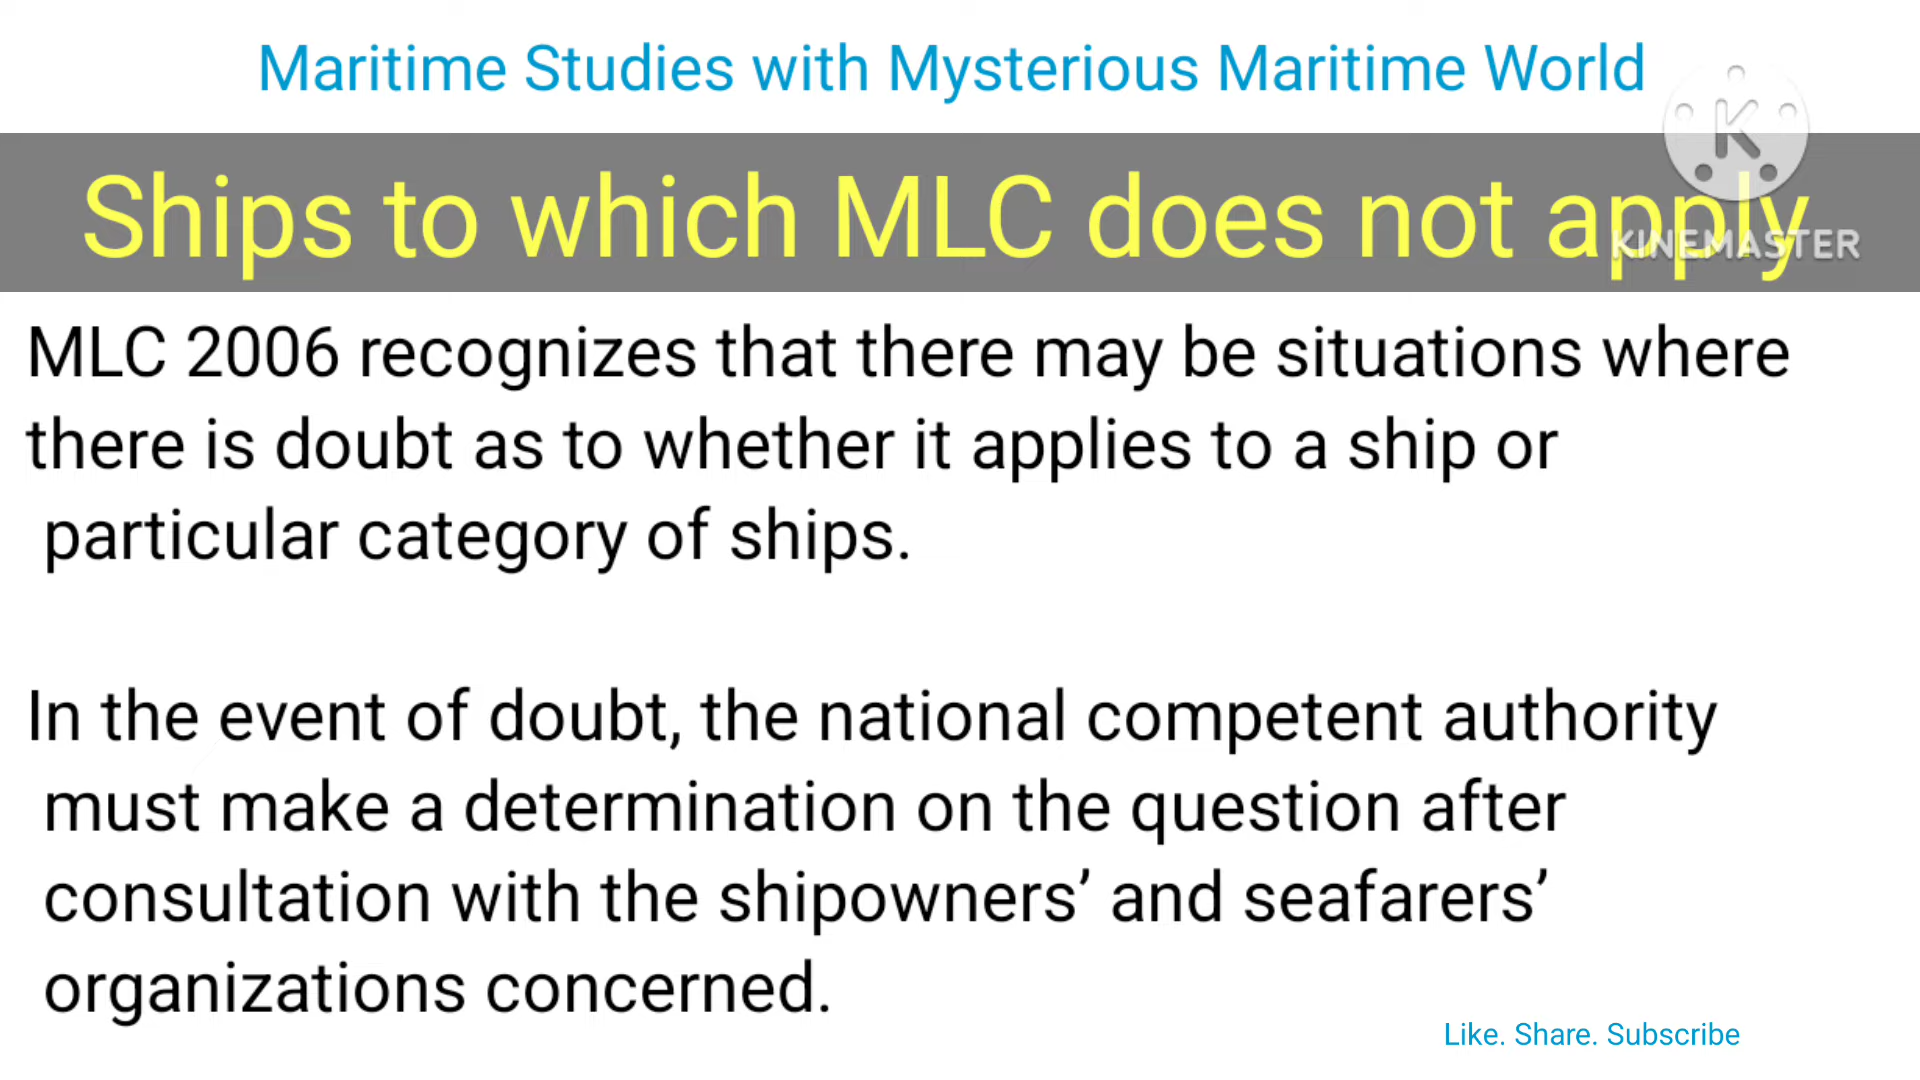 Maritime Studies with Mysterious Maritime World
K
Ships to which MLC does not apply
KINEMASTER
MLC 2006 recognizes that there may be situations where
there is doubt as to whether it applies to a ship or
particular category of ships.
In the event of doubt, the national competent authority
must make a determination on the question after
consultation with the shipowners’ and seafarers’
organizations concerned.
Like. Share. Subscribe